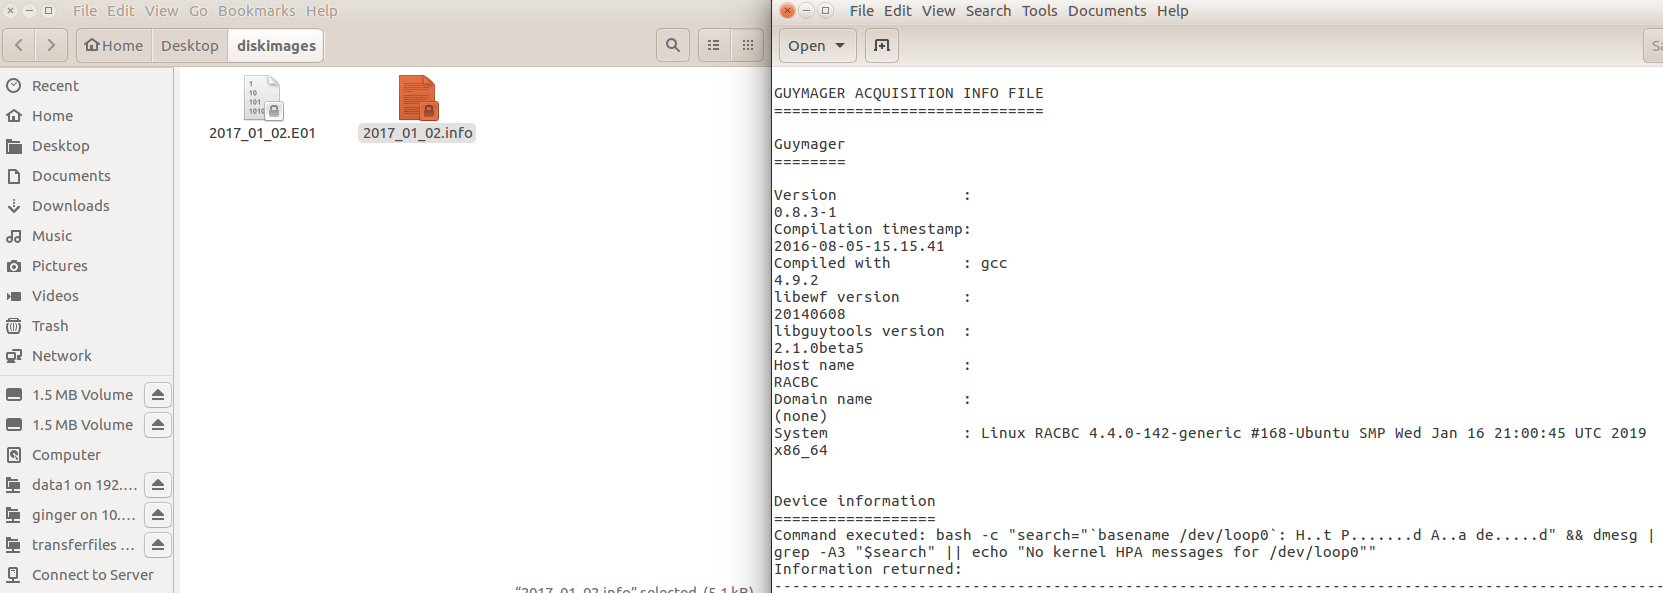 File Edit View Go Bookmarks Help
Home Desktop diskimages
Recent
Home
Desktop
Documents
Downloads
Music
Pictures
Videos
Trash
Network
1.5 MB Volume
1.5 MB Volume
Computer
data1 on 192....
ginger on 10....
transferfiles ...
Connect to Server
1
10
101
1010
2017_01_02.E01
2017_01_02.info
"2017_01_02.info" selected (5.1 kB)
File Edit View Search Tools Documents Help
Open
GUYMAGER ACQUISITION INFO FILE
==============================
Guymager
========
Version :
0.8.3-1
Compilation timestamp:
2016-08-05-15.15.41
Compiled with : gcc
4.9.2
libewf version :
20140608
libguytools version :
2.1.0beta5
Host name :
RACBC
Domain name :
(none)
System : Linux RACBC 4.4.0-142-generic #168-Ubuntu SMP Wed Jan 16 21:00:45 UTC 2019
x86_64
Device information
==================
Command executed: bash -c "search="`basename /dev/loop0`: H..t P.......d A..a de.....d" && dmesg |
grep -A3 "$search" || echo "No kernel HPA messages for /dev/loop0""
Information returned: